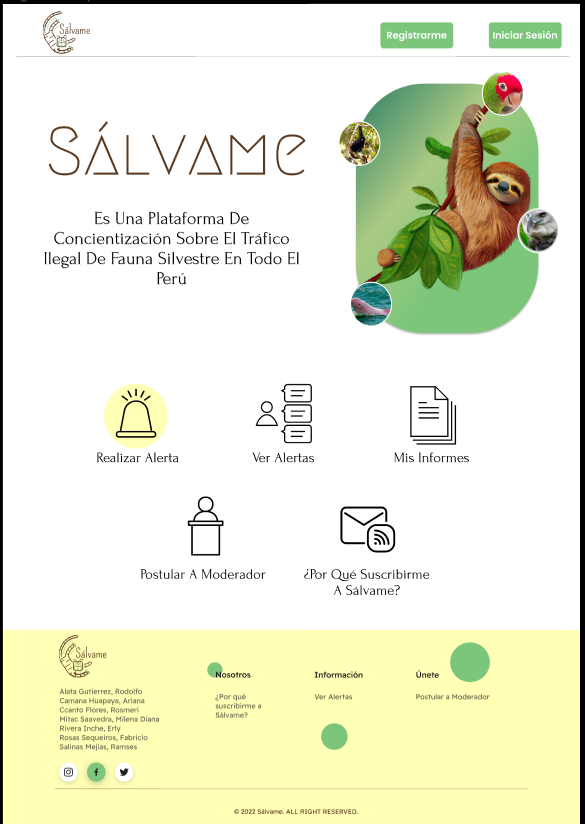 Sálvame
Registrarme
Iniciar Sesión
SÁLVAME
Es Una Plataforma De
Concientización Sobre El Tráfico
Ilegal De Fauna Silvestre En Todo El
Perú
Realizar Alerta
Ver Alertas
Mis Informes
Postular A Moderador
¿Por Qué Suscribirme
A Sálvame?
Sálvame
Alata Gutierrez, Rodolfo
Camana Huapaya, Ariana
Ccanto Flores, Rosmeri
Mitac Saavedra, Milena Diana
Rivera Inche, Erly
Rosas Sequeiros, Fabricio
Salinas Mejias, Ramses
Nosotros
¿Por qué
suscribirme a
Sálvame?
Información
Ver Alertas
Únete
Postular a Moderador
© 2022 Sálvame. ALL RIGHT RESERVED.